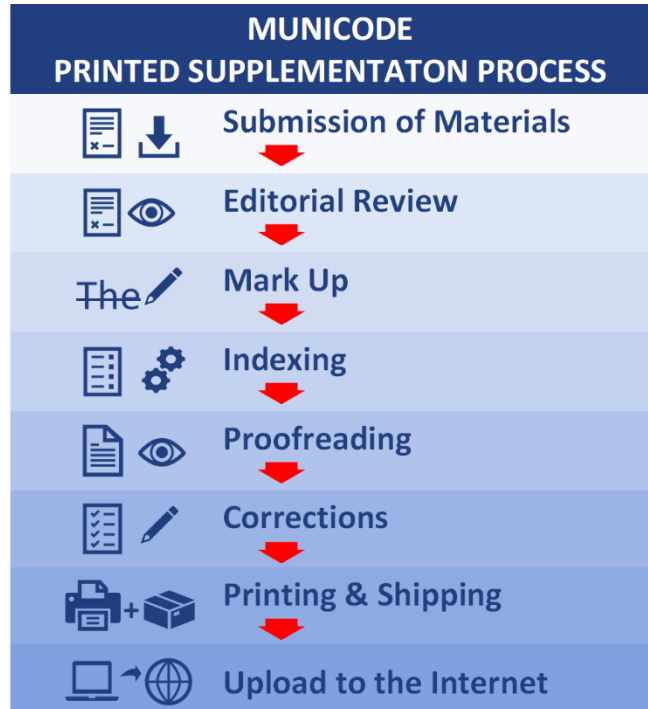 MUNICODE
PRINTED SUPPLEMENTATON PROCESS
Submission of Materials
Editorial Review
The Mark Up
Indexing
Proofreading
Corrections
+ Printing & Shipping
Upload to the Internet